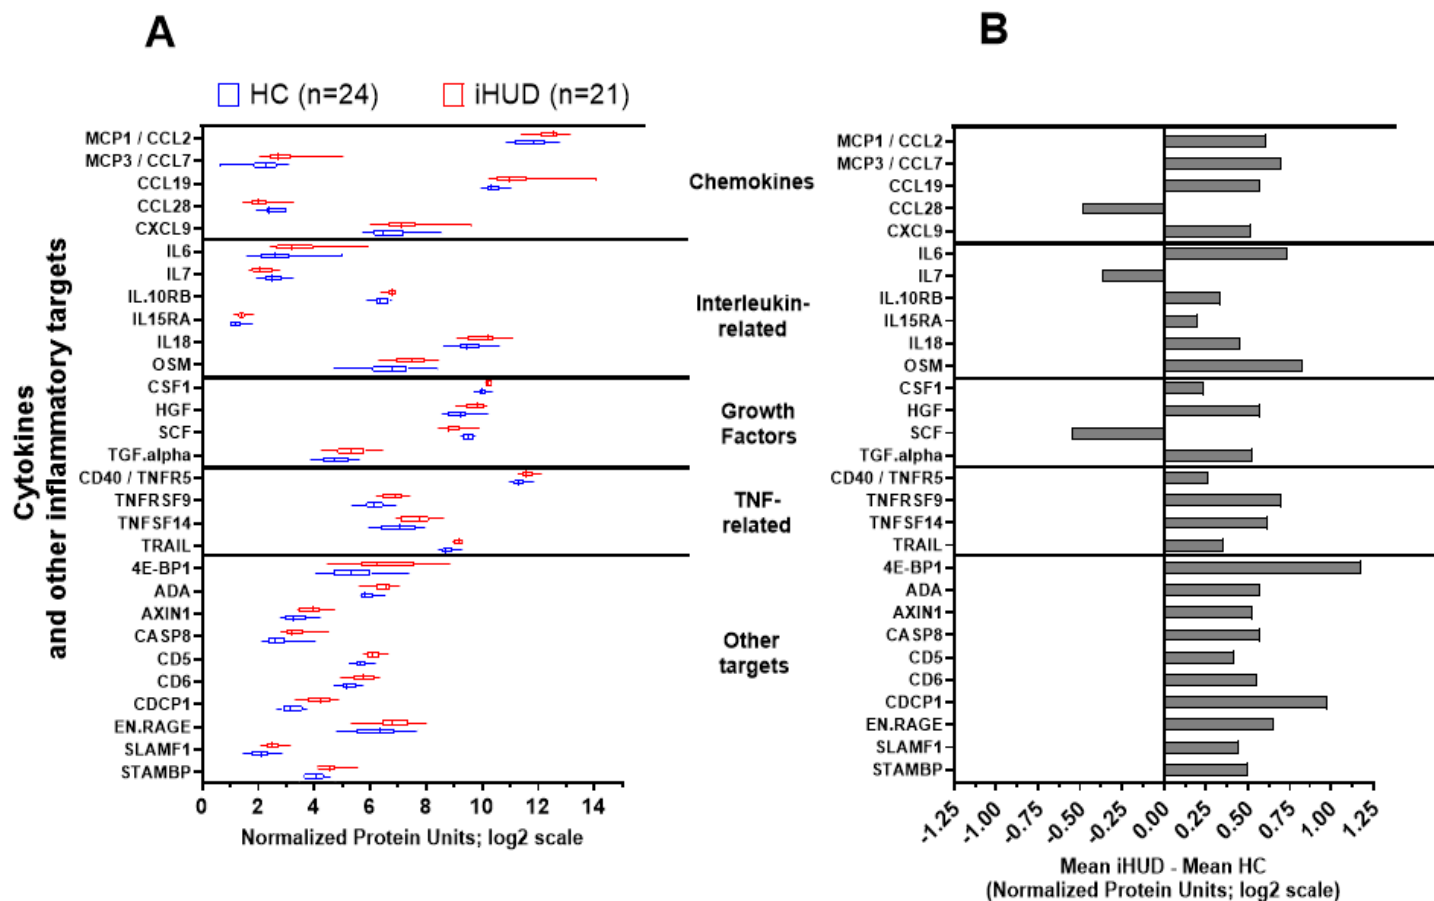 A
B
HC (n=24)
iHUD (n=21)
Cytokines
and other inflammatory targets
MCP1 / CCL2
MCP3 / CCL7
CCL19
CCL28
CXCL9
IL6
IL7
IL.10RB
IL15RA
IL18
OSM
CSF1
HGF
SCF
TGF.alpha
CD40 / TNFR5
TNFRSF9
TNFSF14
TRAIL
4E-BP1
ADA
AXIN1
CASP8
CD5
CD6
CDCP1
EN.RAGE
SLAMF1
STAMBP
0 2 4 6 8 10 12 14
Normalized Protein Units; log2 scale
Chemokines
Interleukin-
related
Growth
Factors
TNF-
related
Other
targets
MCP1 / CCL2
MCP3 / CCL7
CCL19
CCL28
CXCL9
IL6
IL7
IL.10RB
IL15RA
IL18
OSM
CSF1
HGF
SCF
TGF.alpha
CD40 / TNFR5
TNFRSF9
TNFSF14
TRAIL
4E-BP1
ADA
AXIN1
CASP8
CD5
CD6
CDCP1
EN.RAGE
SLAMF1
STAMBP
-1.25 -1.00 -0.75 -0.50 -0.25 0.00 0.25 0.50 0.75 1.00 1.25
Mean iHUD - Mean HC
(Normalized Protein Units; log2 scale)